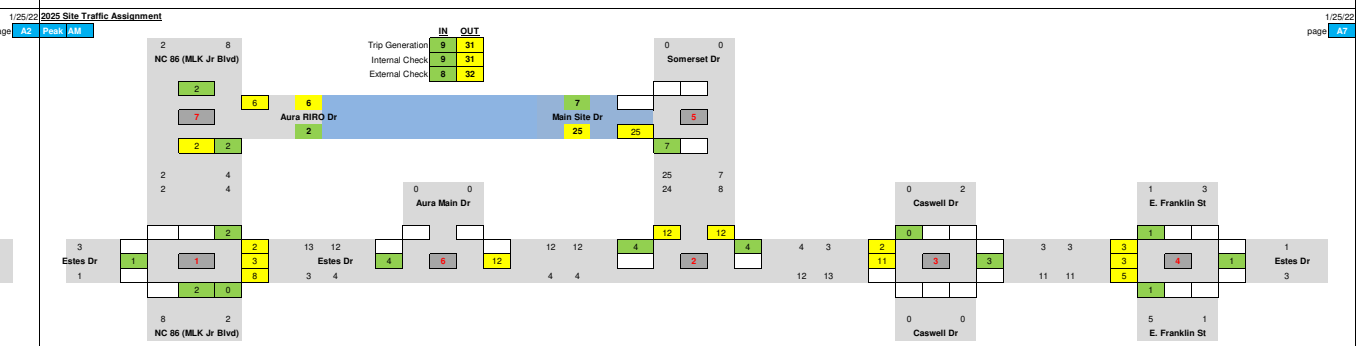 1/25/22 2025 Site Traffic Assignment 1/25/22
age A2 Peak AM page A7
IN OUT
Trip Generation 9 31
Internal Check 9 31
External Check 8 32
2 8
NC 86 (MLK Jr Blvd)
0 0
Somerset Dr
2
6 6 7
7 Aura RIRO Dr Main Site Dr 5
2 25 25
2 2 7
2 4 25 7
2 4 24 8
0 0
Aura Main Dr
0 2
Caswell Dr
1 3
E. Franklin St
2 12 12 0 1
3 2 13 12 12 12 4 4 4 3 2 3 3 3 1
Estes Dr 1 1 3 Estes Dr 4 6 12 2 11 3 3 3 4 1 Estes Dr
1 8 3 4 4 4 12 13 11 11 5 3
2 0 1
8 2
NC 86 (MLK Jr Blvd)
0 0
Caswell Dr
5 1
E. Franklin St